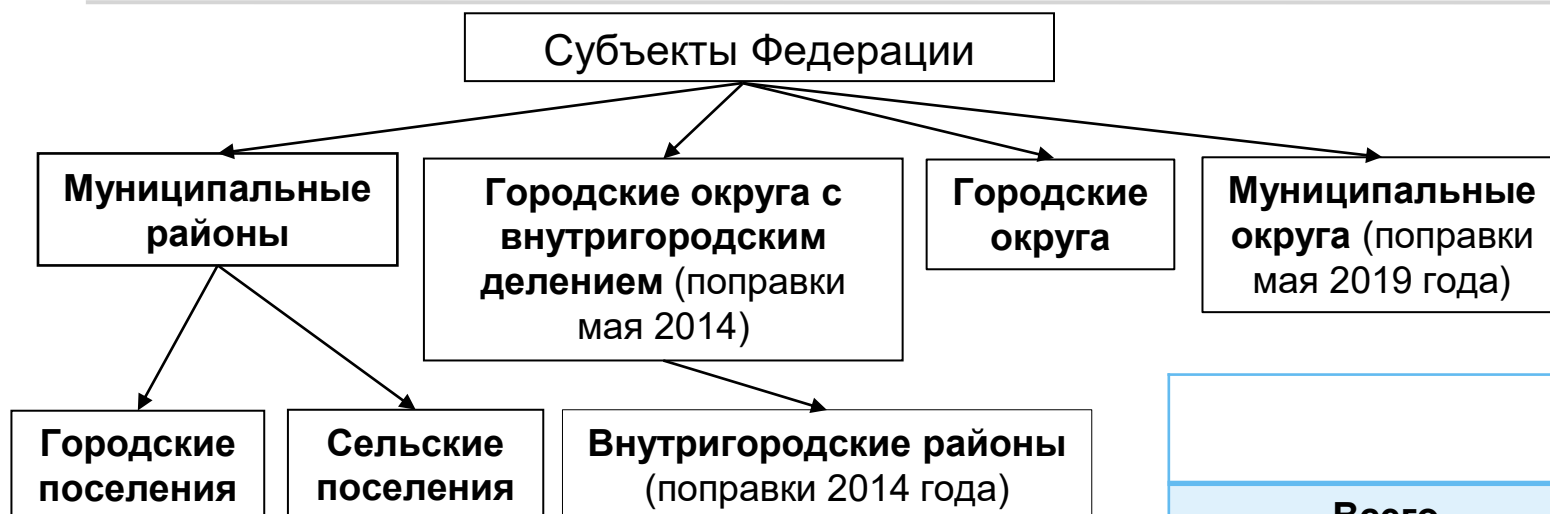 Субъекты Федерации
Муниципальные
районы
Городские округа с
внутригородским
делением (поправки
мая 2014)
Городские
округа
Муниципальные
округа (поправки
мая 2019 года)
Городские
поселения
Сельские
поселения
Внутригородские районы
(поправки 2014 года)
Всего